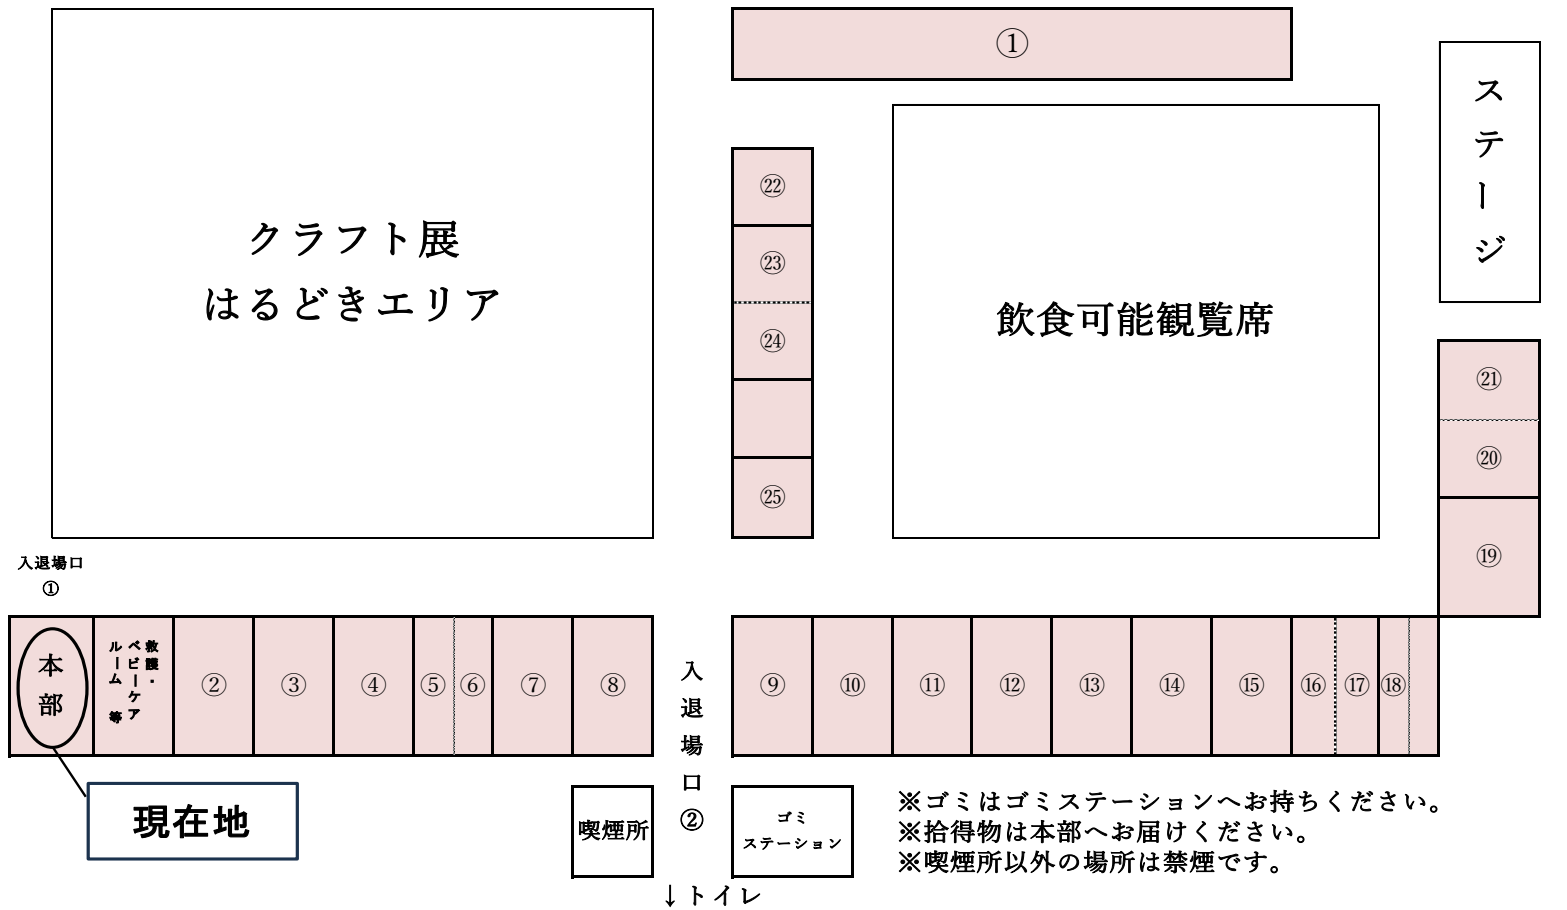 ①
ステージ
クラフト展
はるどきエリア
飲食可能観覧席
㉒
㉓
㉔
㉕
㉑
⑳
⑲
入退場口
①
本部
救護・
ベビーケア
ルーム 等
②
③
④
⑤
⑥
⑦
⑧
入退場口②
⑨
⑩
⑪
⑫
⑬
⑭
⑮
⑯
⑰
⑱
現在地
喫煙所
ゴミ
ステーション
※ゴミはゴミステーションへお持ちください。
※拾得物は本部へお届けください。
※喫煙所以外の場所は禁煙です。
↓トイレ